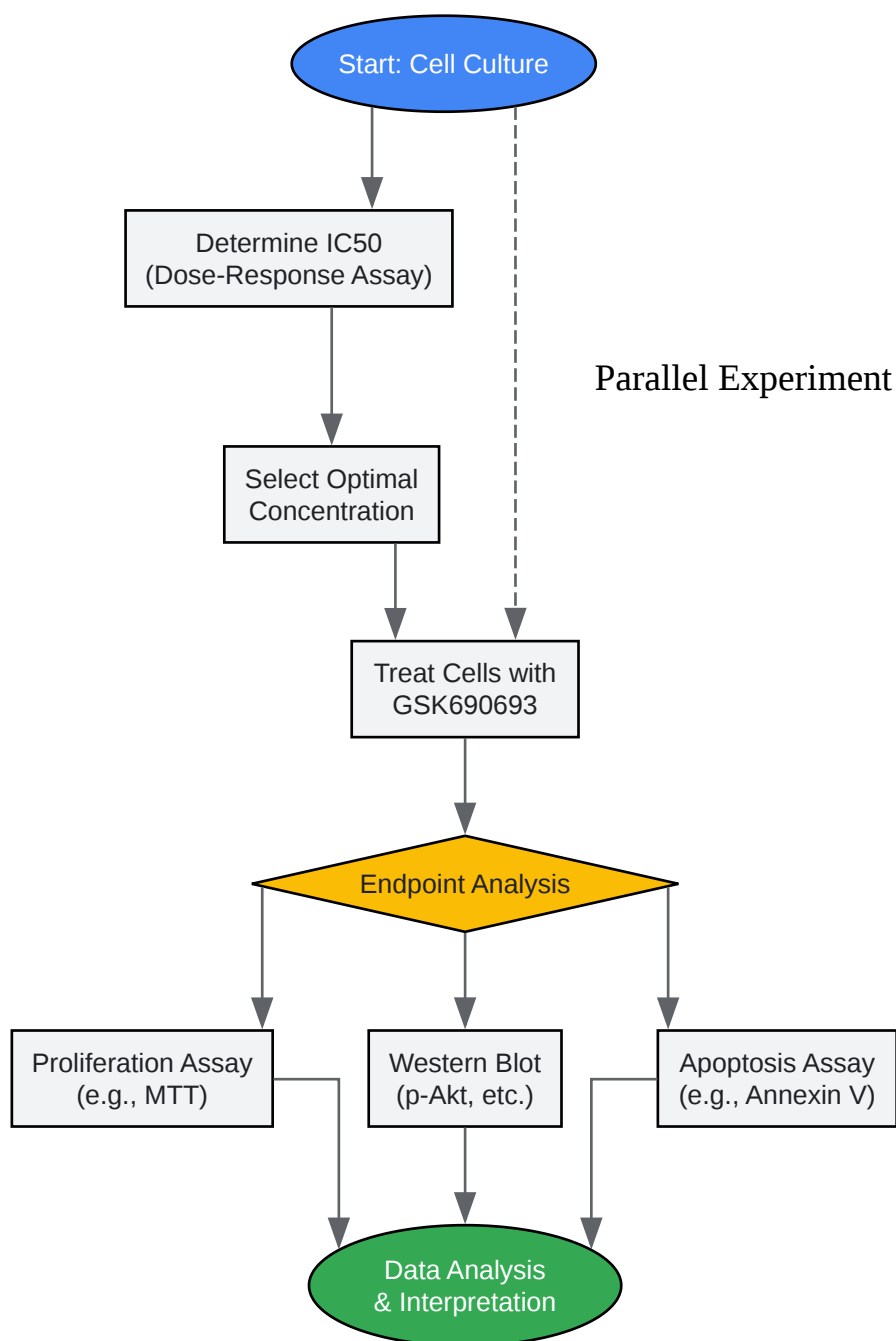 Start: Cell Culture
Determine IC50
(Dose-Response Assay)
Parallel Experiment
Select Optimal
Concentration
Treat Cells with
GSK690693
Endpoint Analysis
Proliferation Assay
(e.g., MTT)
Western Blot
(p-Akt, etc.)
Apoptosis Assay
(e.g., Annexin V)
Data Analysis
& Interpretation